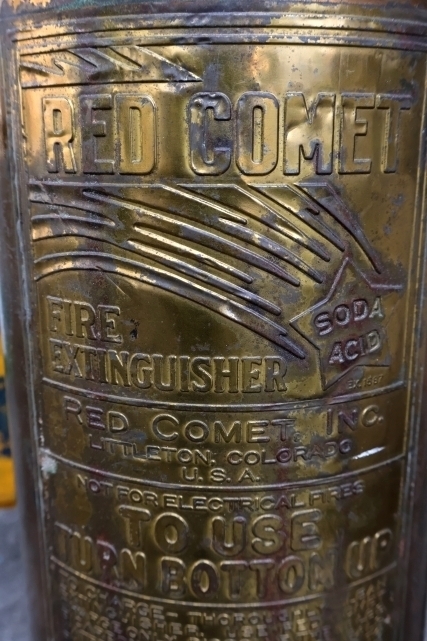 RED COMET
SODA
ACID
FIRE
EXTINGUISHER
RED COMET, INC.
LITTLETON, COLORADO
U.S.A.
NOT FOR ELECTRICAL FIRES
TO USE
TURN BOTTOM UP